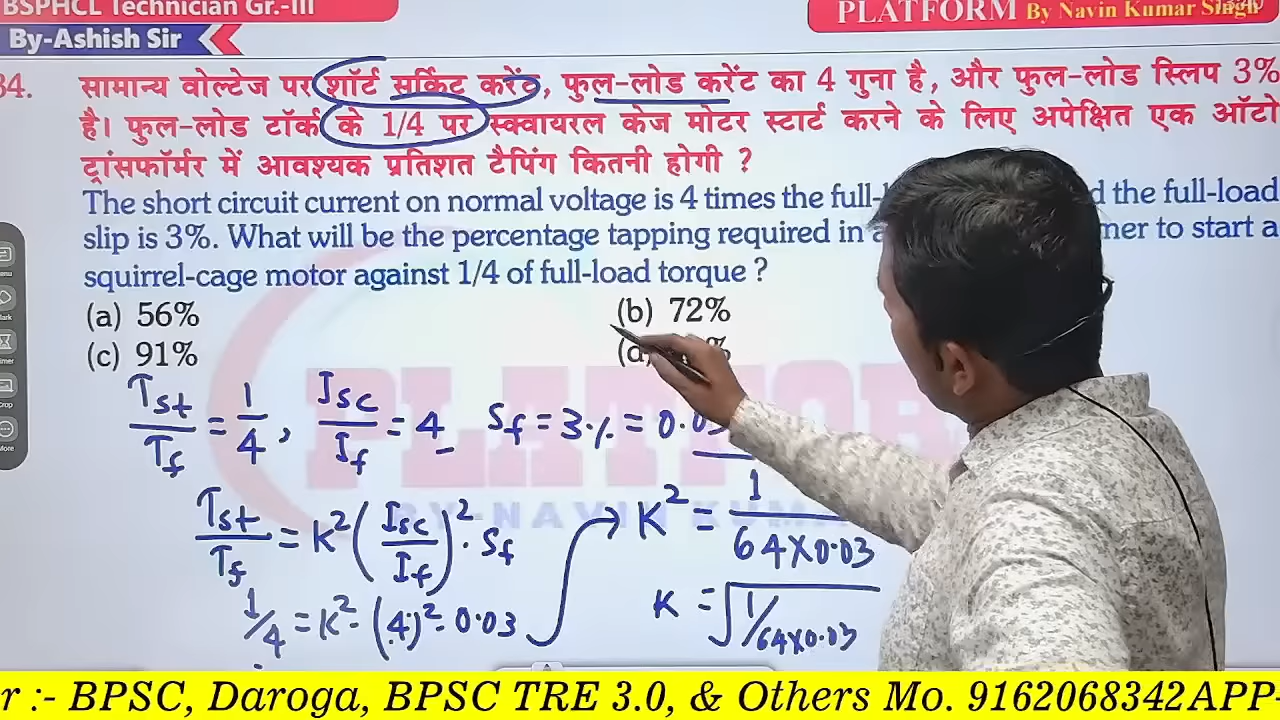 BSPHCL Technician Gr.-III
PLATFORM By Navin Kumar Singh
By-Ashish Sir
34. सामान्य वोल्टेज पर शॉर्ट सर्किट करेंट, फुल-लोड करेंट का 4 गुना है, और फुल-लोड स्लिप 3%
है। फुल-लोड टॉर्क के 1/4 पर स्क्वायरल केज मोटर स्टार्ट करने के लिए अपेक्षित एक ऑटो
ट्रांसफॉर्मर में आवश्यक प्रतिशत टैपिंग कितनी होगी ?
The short circuit current on normal voltage is 4 times the full- d the full-load
slip is 3%. What will be the percentage tapping required in a mer to start a
squirrel-cage motor against 1/4 of full-load torque ?
(a) 56% (b) 72%
(c) 91% (d) %
Tst/Tf = 1/4, Isc/If = 4 Sf = 3% = 0.03
Tst/Tf = K²(Isc/If)². Sf
K² = 1/64×0.03
1/4 = K² · (4)² · 0.03
K = √1/64×0.03
PLATFORM
BY-NAVIN KUMA
r :- BPSC, Daroga, BPSC TRE 3.0, & Others Mo. 9162068342APP-